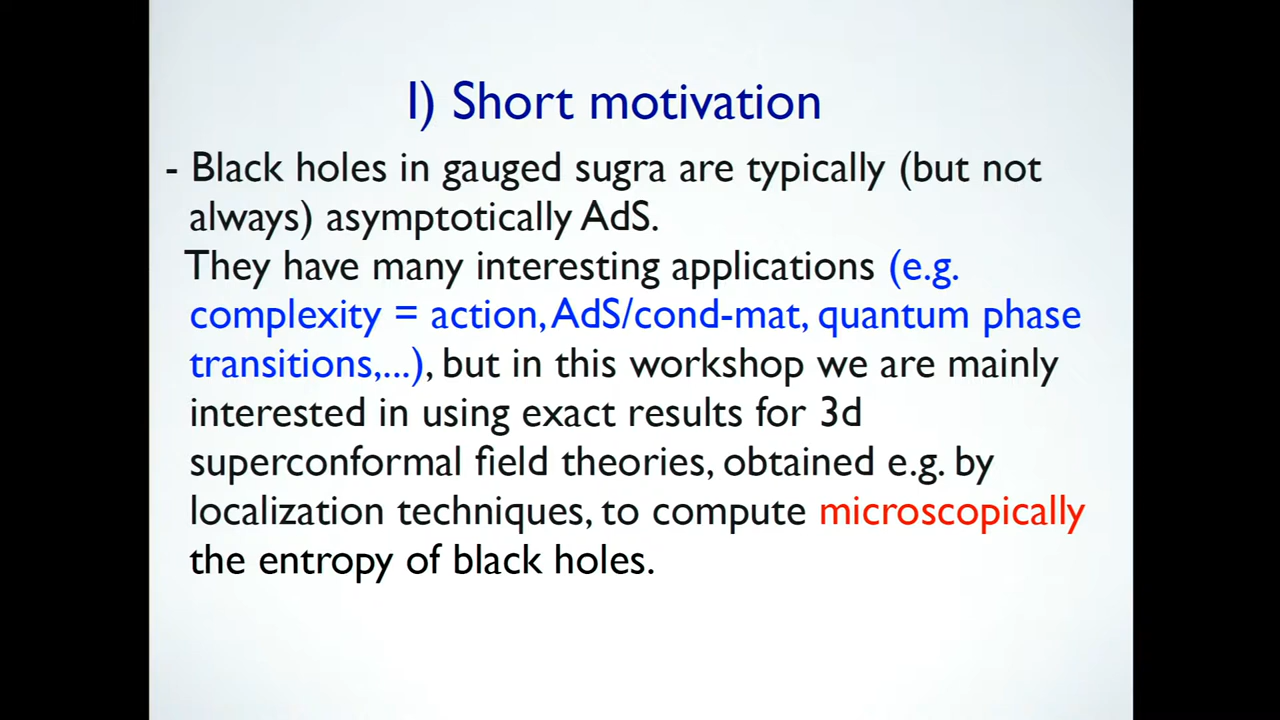 I) Short motivation
- Black holes in gauged sugra are typically (but not
always) asymptotically AdS.
They have many interesting applications (e.g.
complexity = action, AdS/cond-mat, quantum phase
transitions,...), but in this workshop we are mainly
interested in using exact results for 3d
superconformal field theories, obtained e.g. by
localization techniques, to compute microscopically
the entropy of black holes.